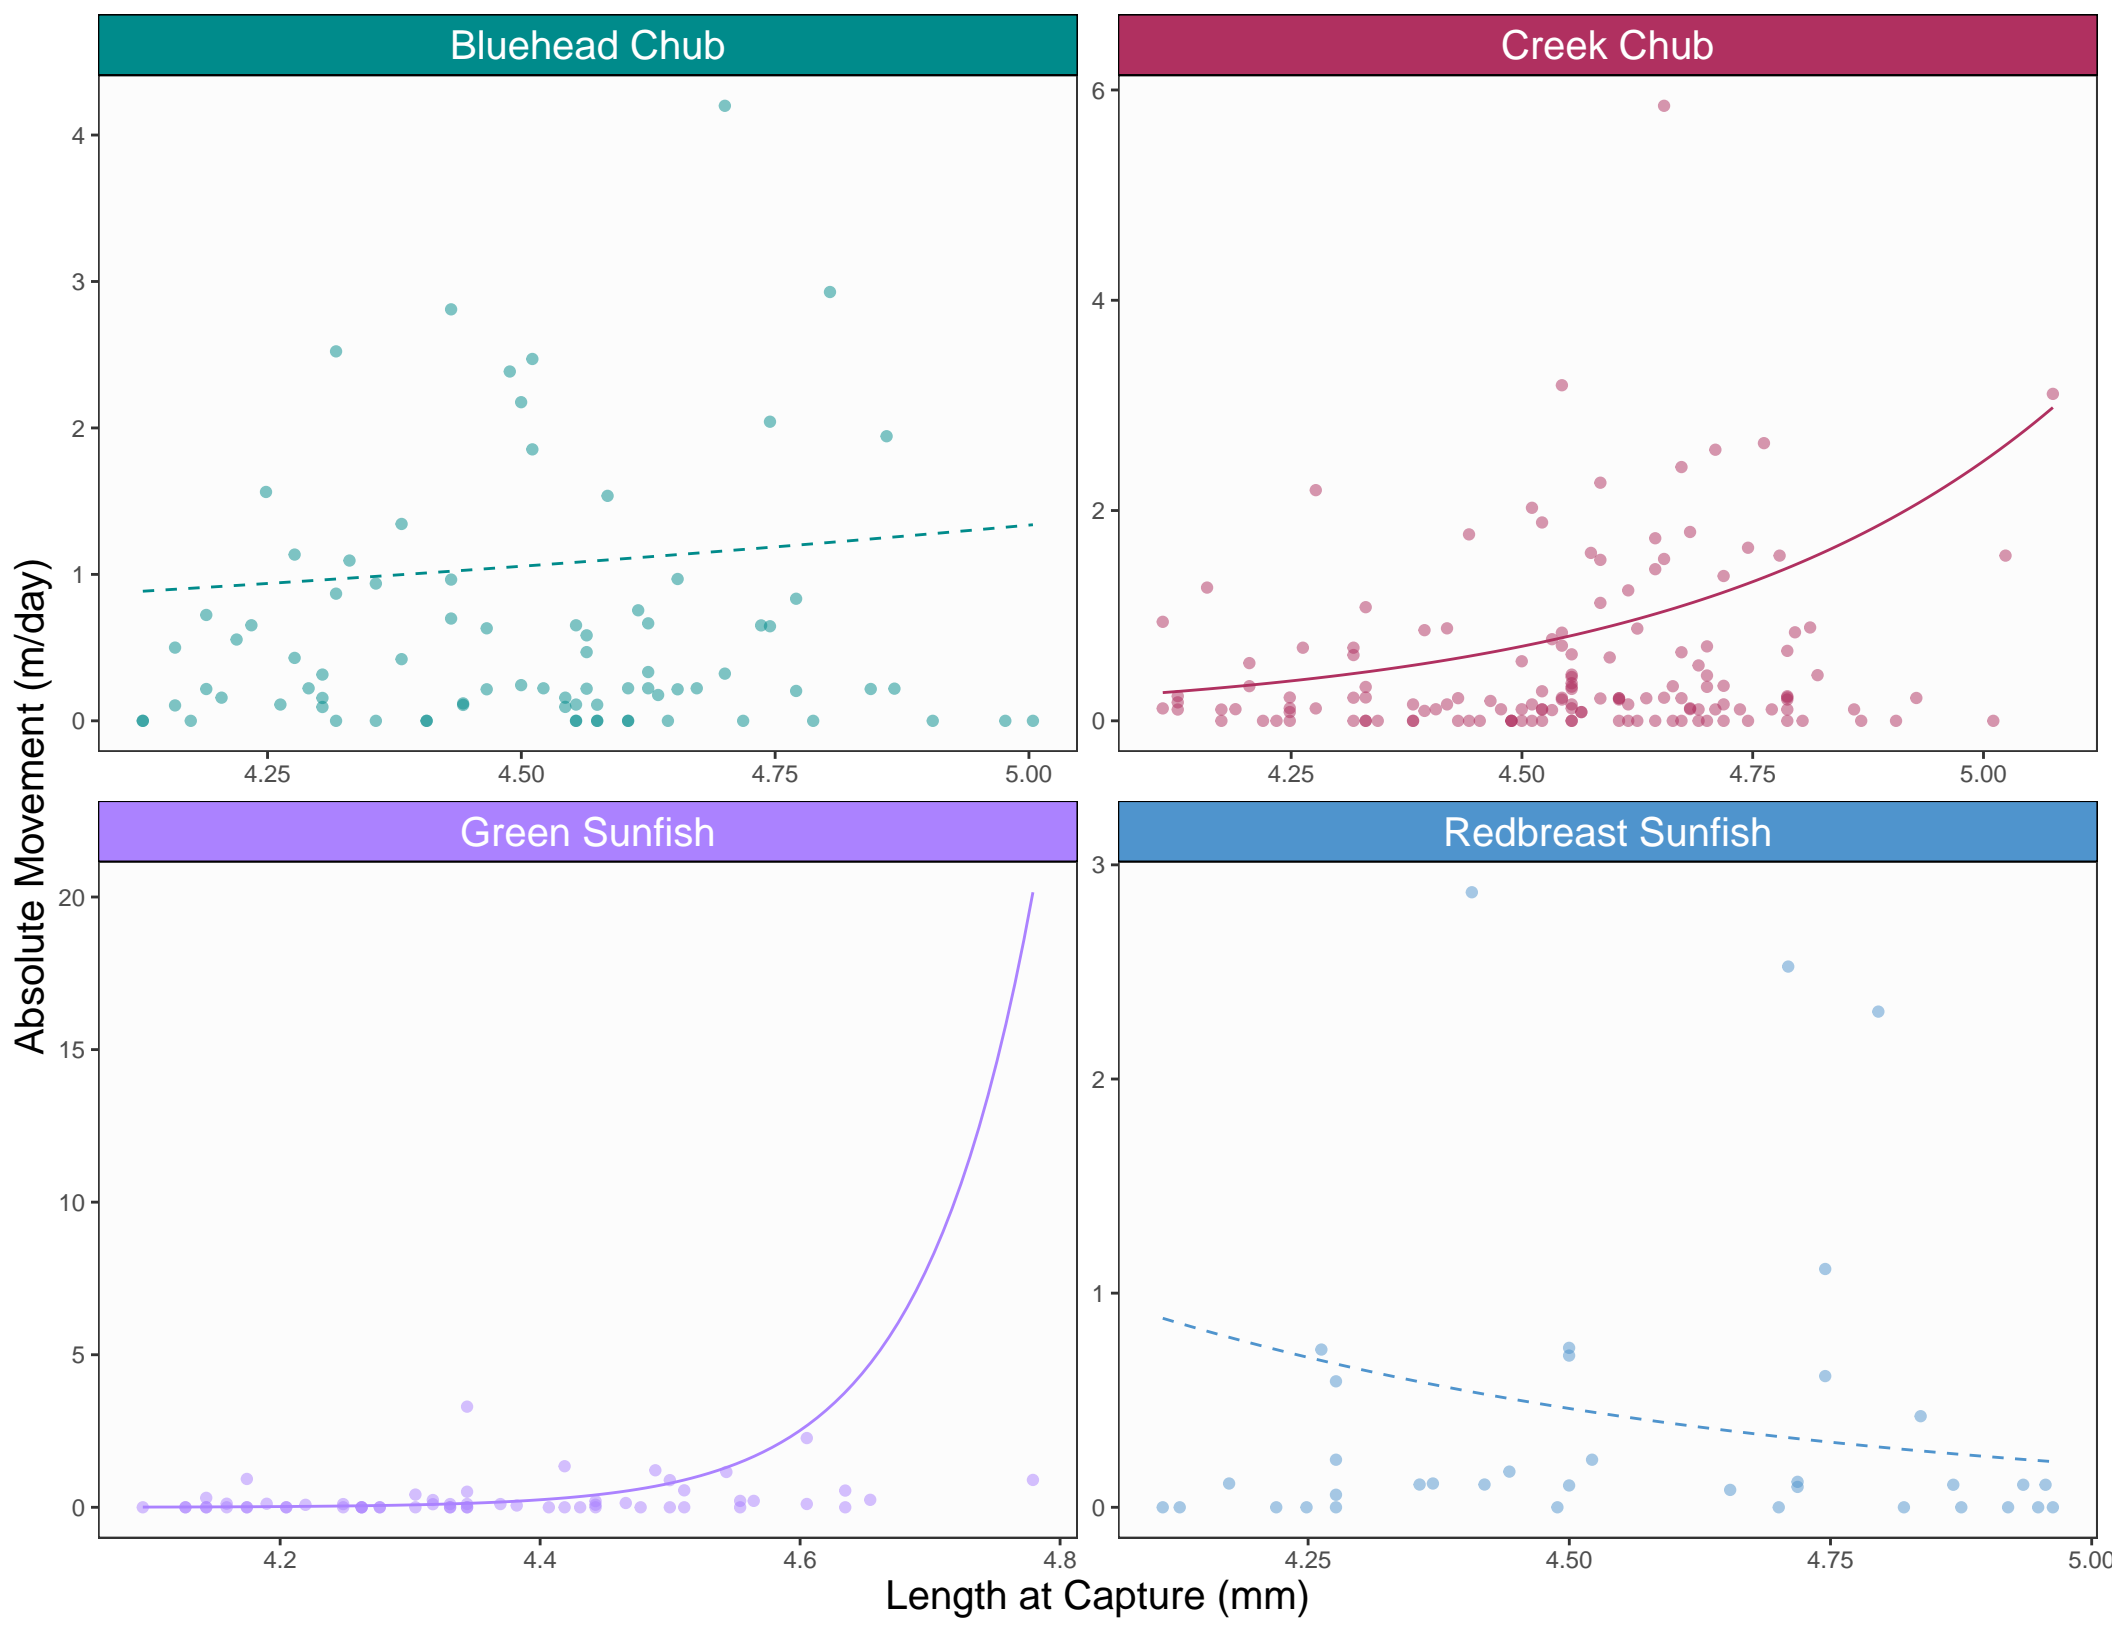 Bluehead Chub
Creek Chub
4
3
2
1
0
6
4
2
0
4.25 4.50 4.75 5.00
4.25 4.50 4.75 5.00
Absolute Movement (m/day)
Green Sunfish
Redbreast Sunfish
20
15
10
5
0
3
2
1
0
4.2 4.4 4.6 4.8
4.25 4.50 4.75 5.00
Length at Capture (mm)